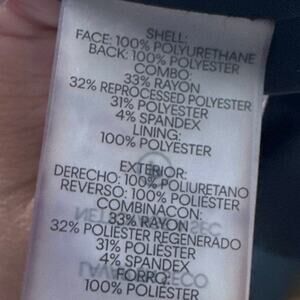 SHELL:
FACE: 100% POLYURETHANE
BACK: 100% POLYESTER
COMBO:
33% RAYON
32% REPROCESSED POLYESTER
31% POLYESTER
4% SPANDEX
LINING:
100% POLYESTER
EXTERIOR:
DERECHO: 100% POLIURETANO
REVERSO: 100% POLIÉSTER
COMBINACON:
33% RAYON
32% POLIESTER REGENERADO
31% POLIESTER
4% SPANDEX
FORRO:
100% POLIÉSTER